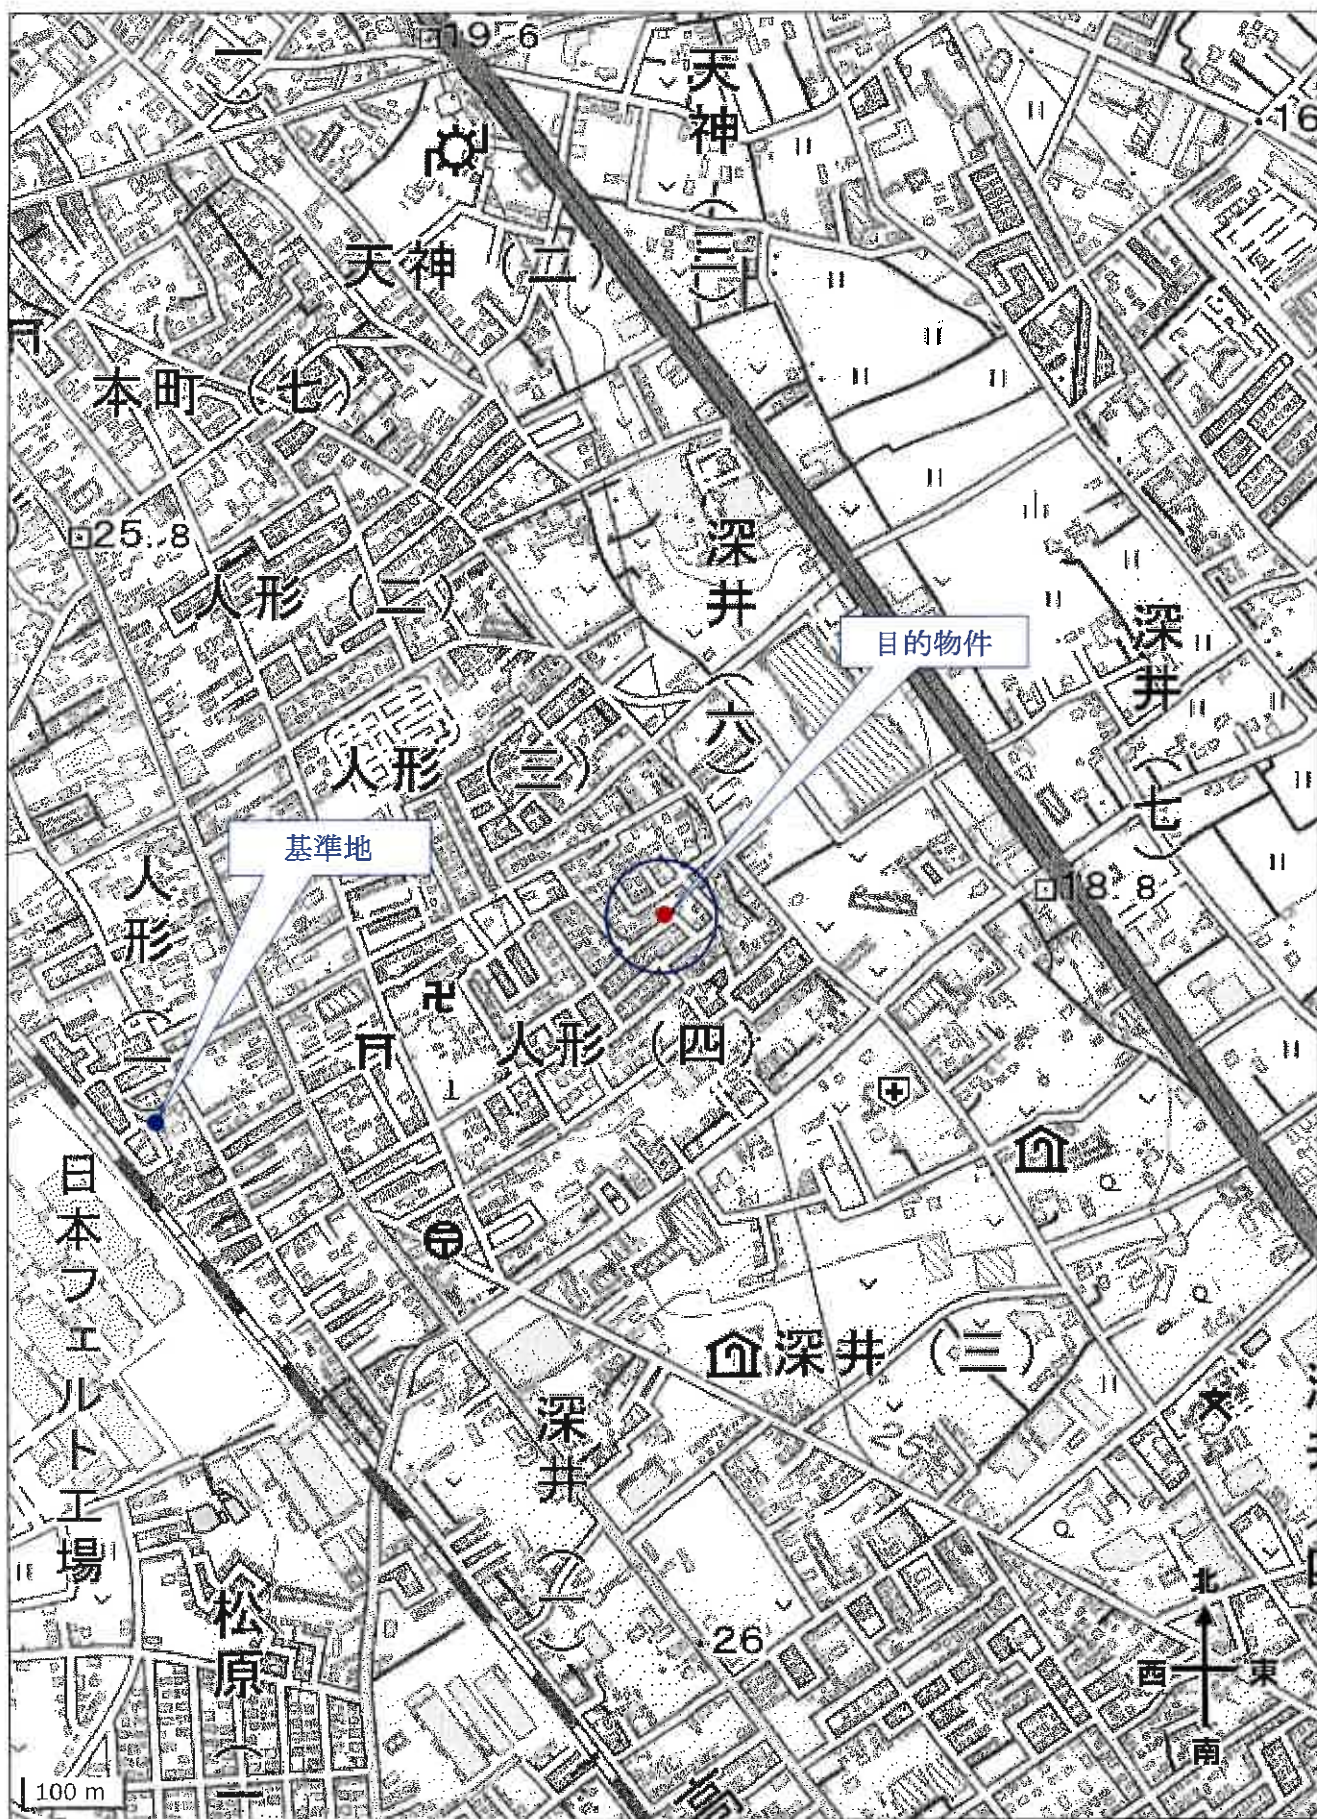 19.6
天神(三)
16
天神(二)
本町(七)
25.8
人形(二)
深井(六)
目的物件
深井(七)
人形(三)
基準地
人形(一)
18.8
人形(四)
日本フェルト工場
深井(三)
深井(二)
松原(二)
26
北
西
東
南
高
100 m